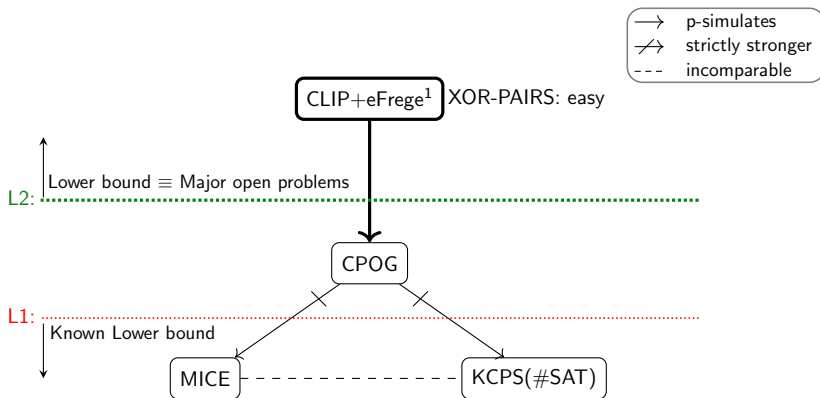 p-simulates
strictly stronger
incomparable
CLIP+eFrege¹ XOR-PAIRS: easy
Lower bound ≡ Major open problems
L2:
CPOG
L1:
Known Lower bound
MICE
KCPS(#SAT)